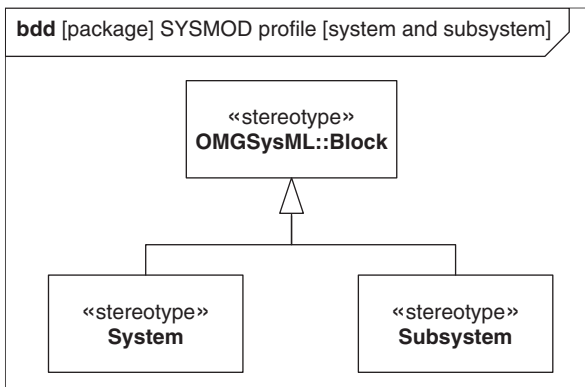 bdd [package] SYSMOD profile [system and subsystem]
«stereotype»
OMGSysML::Block
«stereotype»
System
«stereotype»
Subsystem